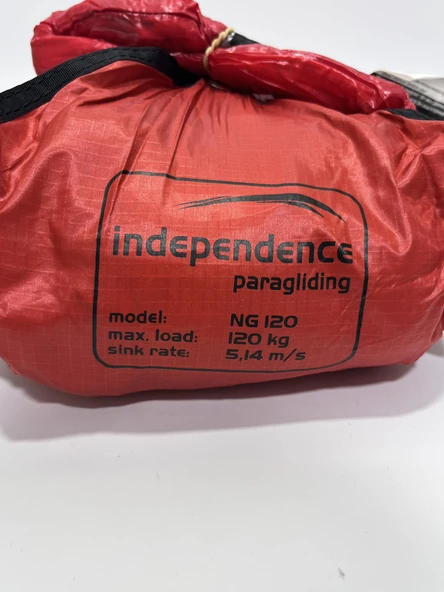 independence
paragliding
model: NG 120
max. load: 120 kg
sink rate: 5,14 m/s